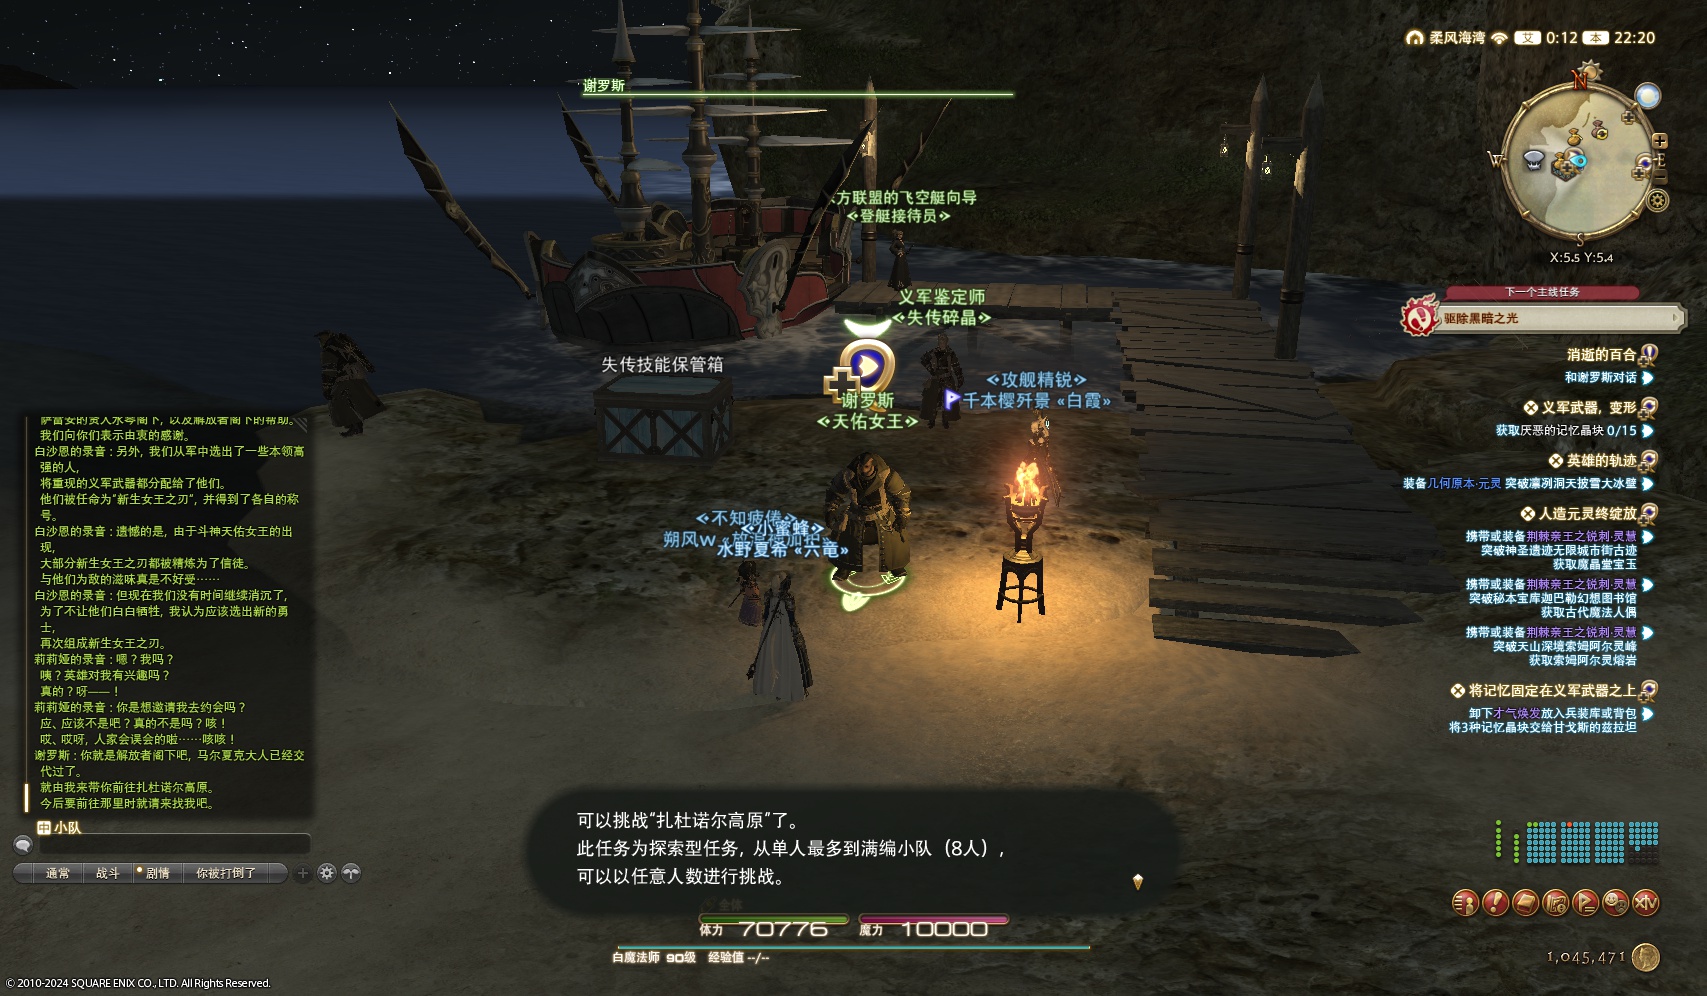 柔风海湾 艾 0:12 本 22:20
谢罗斯
N
W
E
S
X:5.5 Y:5.4
方联盟的飞空艇向导
«登艇接待员»
义军鉴定师
«失传碎晶»
失传技能保管箱
谢罗斯
«天佑女王»
«攻舰精锐»
千本樱歼景 «白霞»
«不知疲倦»
«小蜜蜂»
朔风w
水野夏希 «六竜»
下一个主线任务
驱除黑暗之光
消逝的百合
和谢罗斯对话
义军武器，变形
获取厌恶的记忆晶块 0/15
英雄的轨迹
装备几何原本·元灵 突破凛冽洞天披雪大冰壁
人造元灵终绽放
携带或装备荆棘亲王之锐刺·灵慧
突破神圣遗迹无限城市街古迹
获取魔晶堂宝玉
携带或装备荆棘亲王之锐刺·灵慧
突破秘本宝库迦巴勒幻想图书馆
获取古代魔法人偶
携带或装备荆棘亲王之锐刺·灵慧
突破天山深境索姆阿尔灵峰
获取索姆阿尔灵熔岩
将记忆固定在义军武器之上
卸下才气焕发放入兵装库或背包
将3种记忆晶块交给甘戈斯的兹拉坦
萨雷安的贤人水琴阁下，以及解放者阁下的帮助。
我们向你们表示由衷的感谢。
白沙恩的录音：另外，我们从军中选出了一些本领高
强的人，
将重现的义军武器都分配给了他们。
他们被任命为“新生女王之刃”，并得到了各自的称
号。
白沙恩的录音：遗憾的是，由于斗神天佑女王的出
现，
大部分新生女王之刃都被精炼为了信徒。
与他们为敌的滋味真是不好受……
白沙恩的录音：但现在我们没有时间继续消沉了，
为了不让他们白白牺牲，我认为应该选出新的勇
士，
再次组成新生女王之刃。
莉莉娅的录音：嗯？我吗？
咦？英雄对我有兴趣吗？
真的？呀——！
莉莉娅的录音：你是想邀请我去约会吗？
应、应该不是吧？真的不是吗？咳！
哎、哎呀，人家会误会的啦……咳咳！
谢罗斯：你就是解放者阁下吧，马尔夏克大人已经交
代过了。
就由我来带你前往扎杜诺尔高原。
今后要前往那里时就请来找我吧。
小队
通常 战斗 剧情 你被打倒了
可以挑战“扎杜诺尔高原”了。
此任务为探索型任务，从单人最多到满编小队（8人），
可以以任意人数进行挑战。
体力 70776 魔力 10000
白魔法师 90级 经验值 --/--
1,045,471
© 2010-2024 SQUARE ENIX CO., LTD. All Rights Reserved.